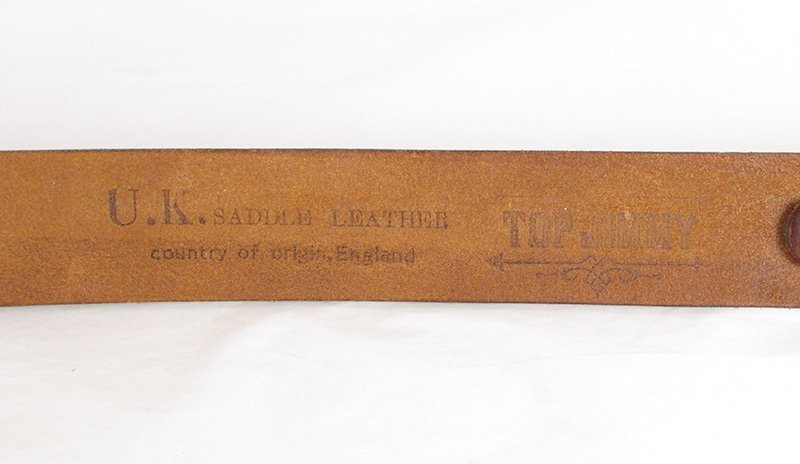 U.K. SADDLE LEATHER
country of origin, England
TOP JIMMY